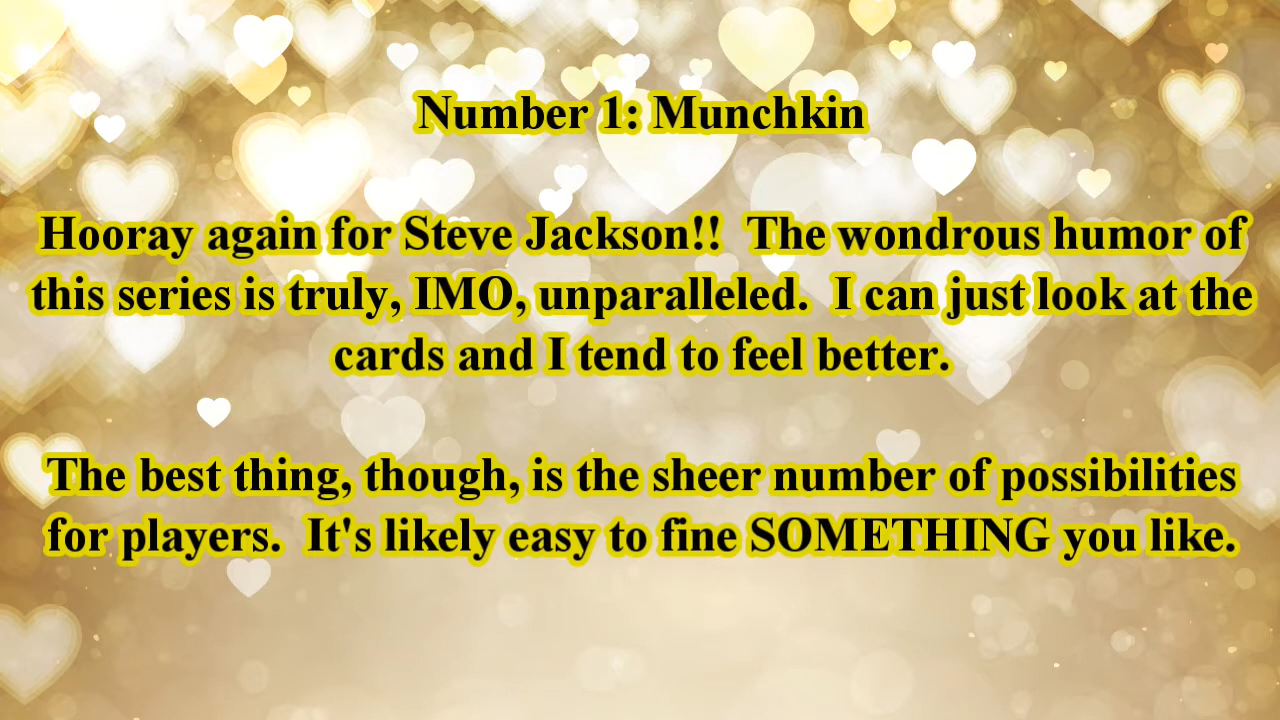 Number 1: Munchkin
Hooray again for Steve Jackson!!  The wondrous humor of
this series is truly, IMO, unparalleled.  I can just look at the
cards and I tend to feel better.
The best thing, though, is the sheer number of possibilities
for players.  It's likely easy to fine SOMETHING you like.